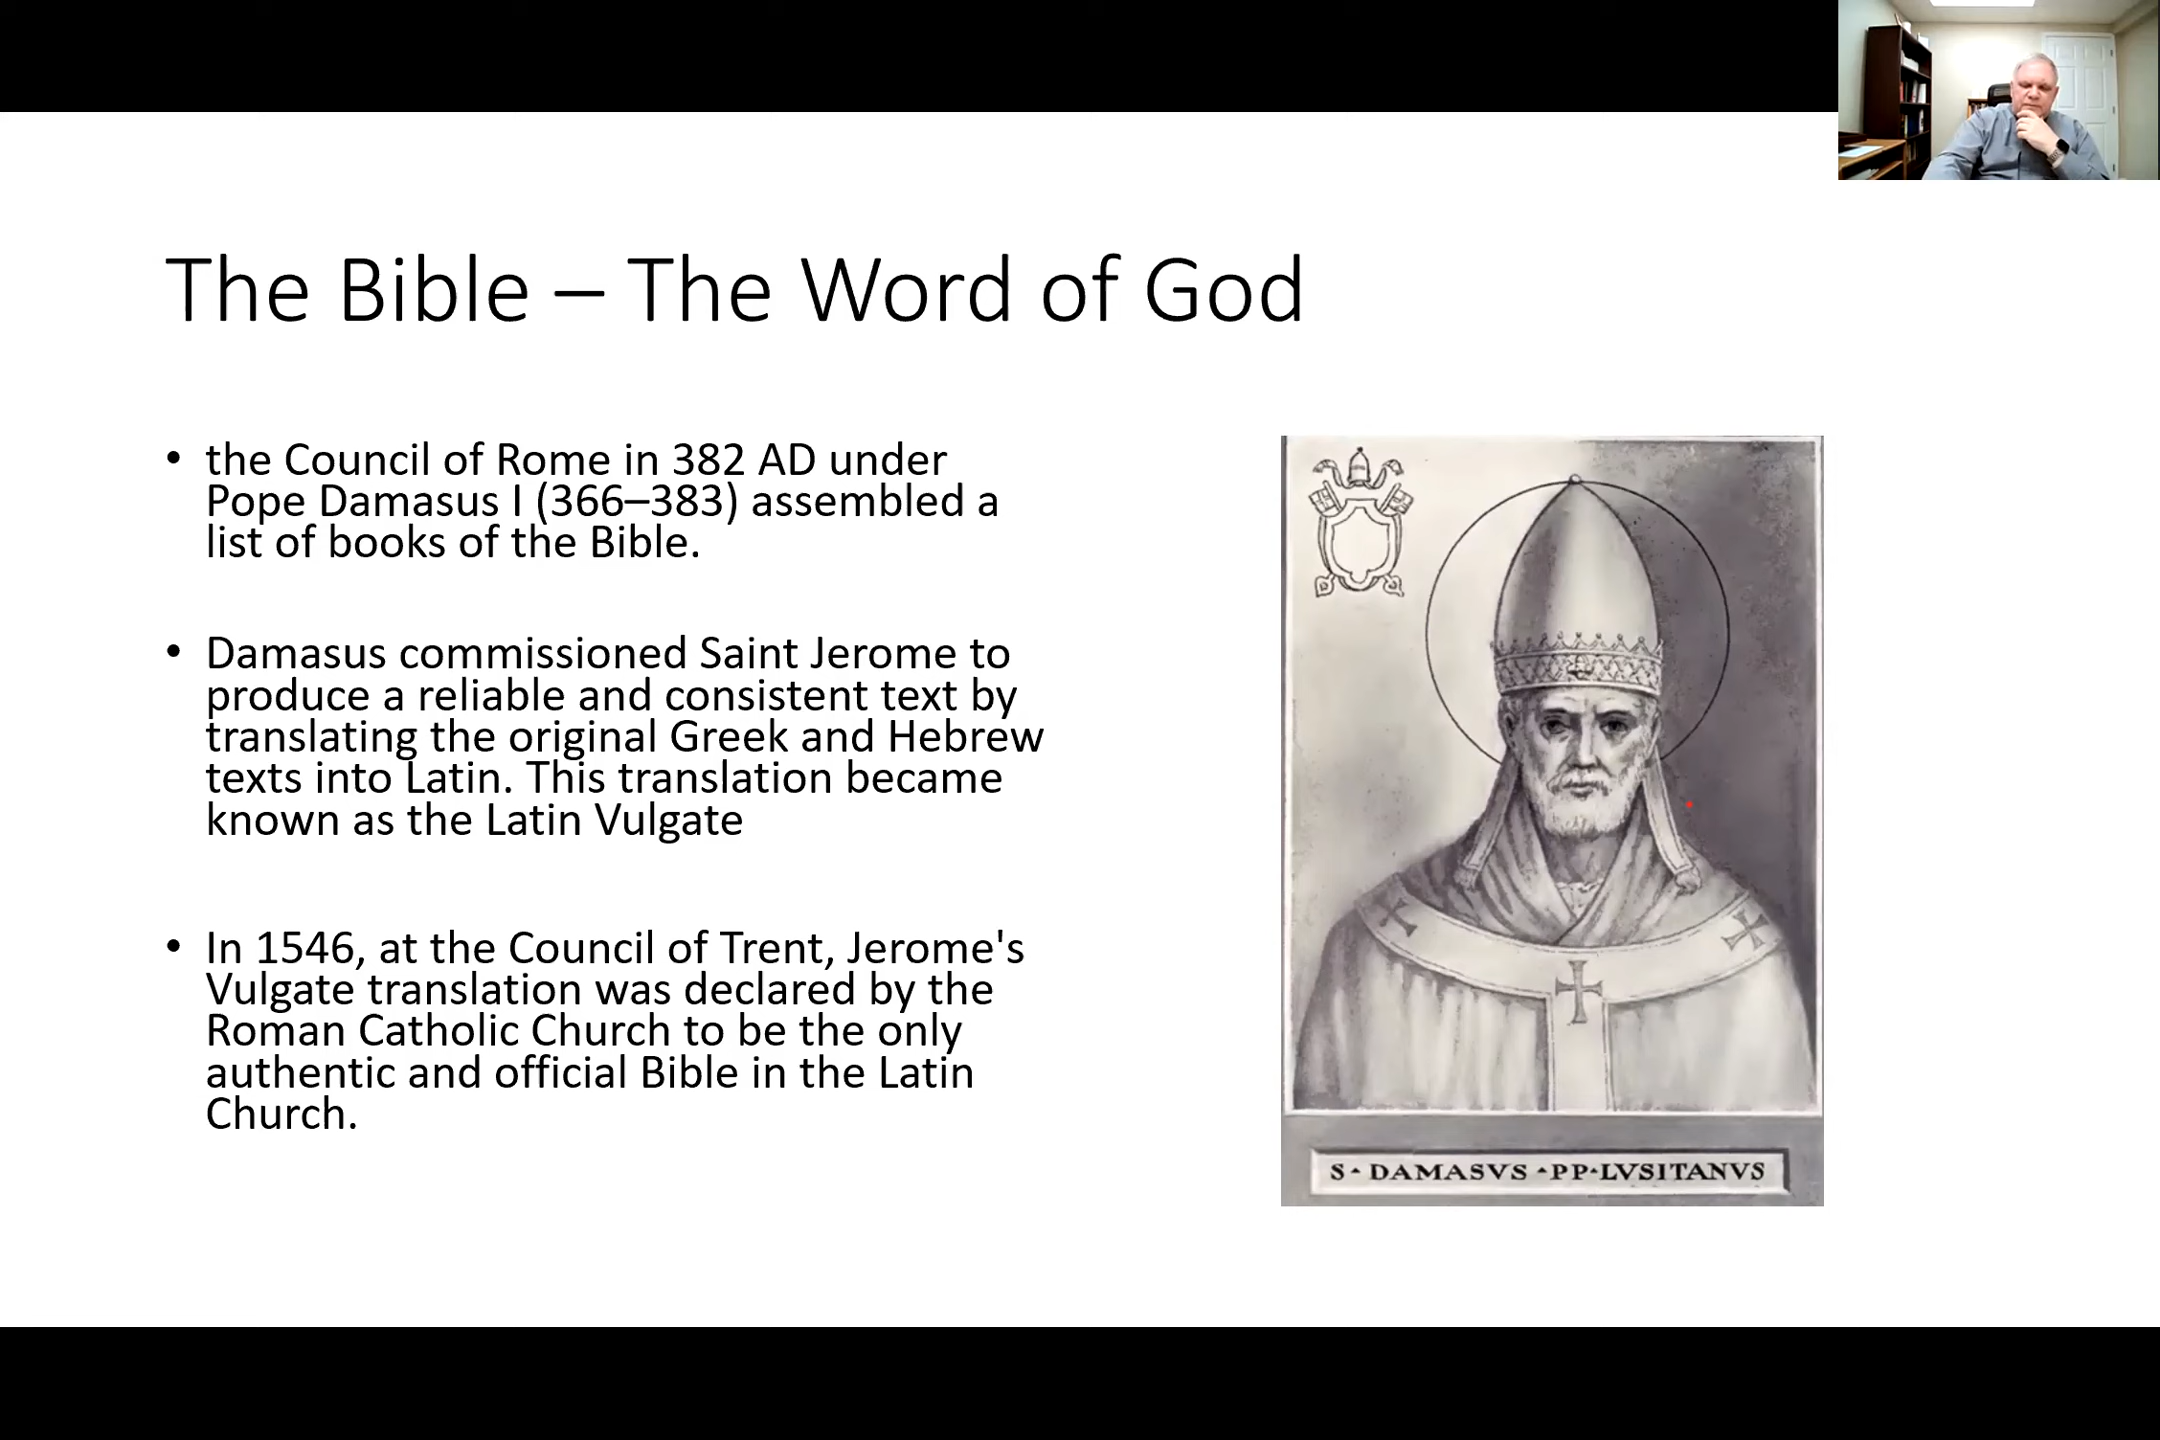 The Bible – The Word of God
• the Council of Rome in 382 AD under
Pope Damasus I (366–383) assembled a
list of books of the Bible.
• Damasus commissioned Saint Jerome to
produce a reliable and consistent text by
translating the original Greek and Hebrew
texts into Latin. This translation became
known as the Latin Vulgate
• In 1546, at the Council of Trent, Jerome's
Vulgate translation was declared by the
Roman Catholic Church to be the only
authentic and official Bible in the Latin
Church.
S▲DAMASVS▲PP▲LVSITANVS